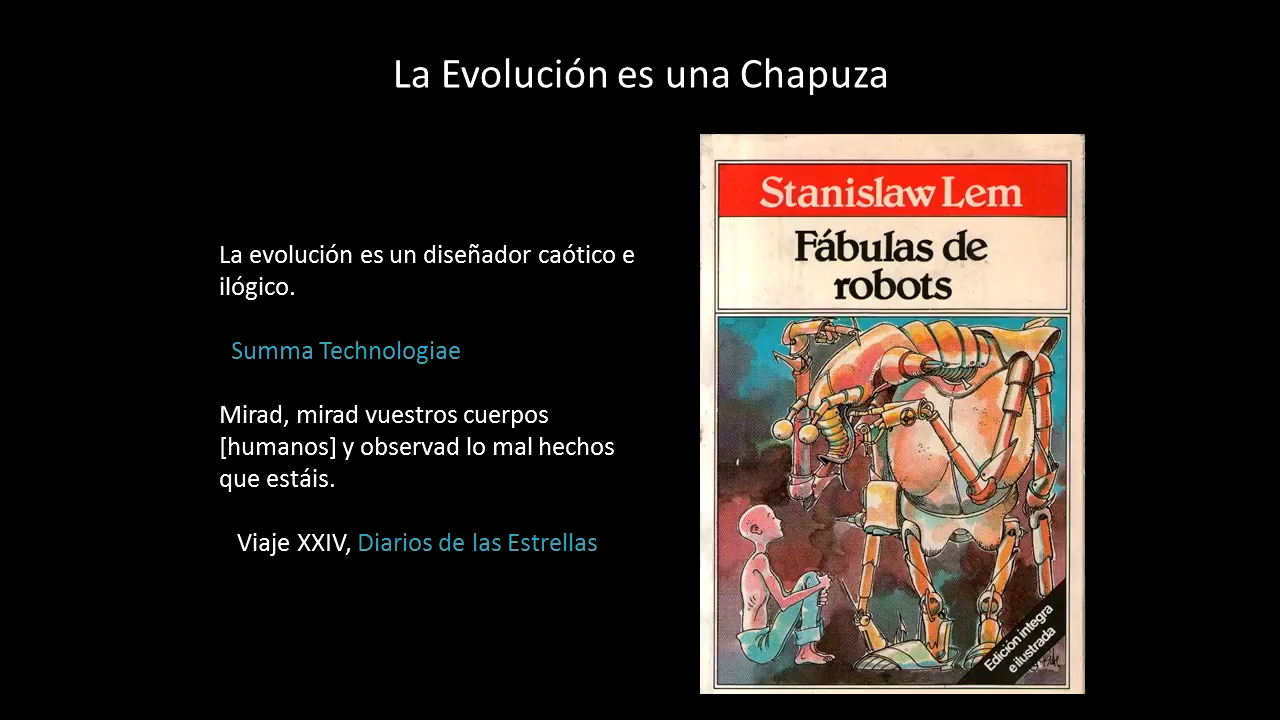 La Evolución es una Chapuza
La evolución es un diseñador caótico e
ilógico.
Summa Technologiae
Mirad, mirad vuestros cuerpos
[humanos] y observad lo mal hechos
que estáis.
Viaje XXIV, Diarios de las Estrellas
Stanislaw Lem
Fábulas de
robots
Edición integra
e ilustrada